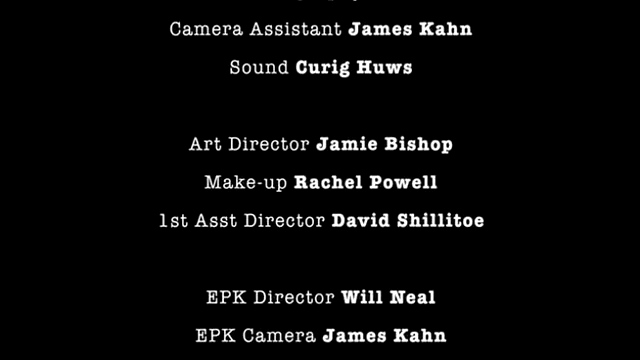 Camera Assistant James Kahn
Sound Curig Huws
Art Director Jamie Bishop
Make-up Rachel Powell
1st Asst Director David Shillitoe
EPK Director Will Neal
EPK Camera James Kahn